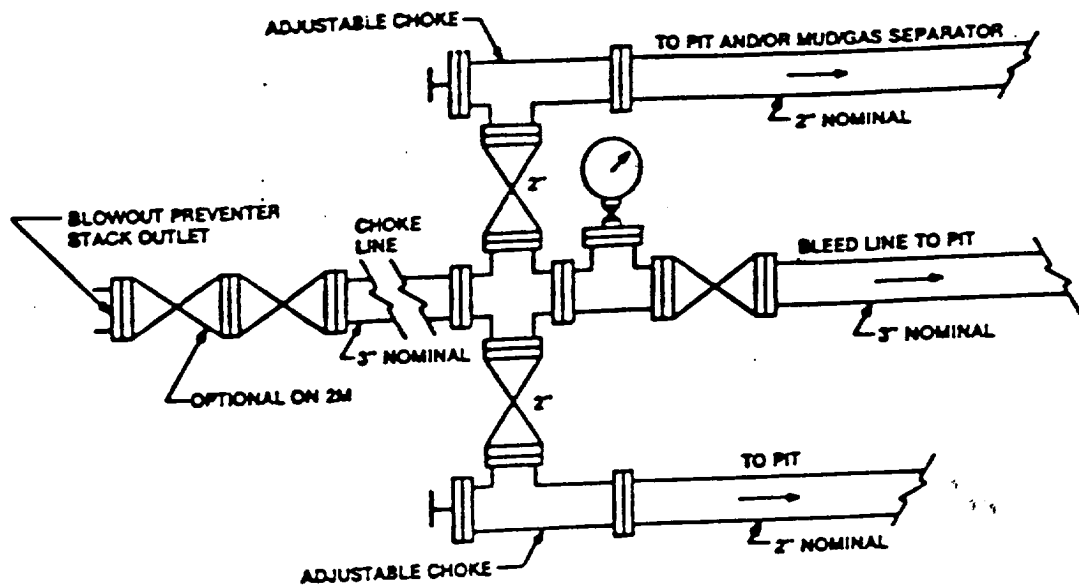 ADJUSTABLE CHOKE
TO PIT AND/OR MUD/GAS SEPARATOR
2" NOMINAL
2"
BLOWOUT PREVENTER
STACK OUTLET
CHOKE
LINE
BLEED LINE TO PIT
3" NOMINAL
3" NOMINAL
OPTIONAL ON 2M
2"
TO PIT
2" NOMINAL
ADJUSTABLE CHOKE